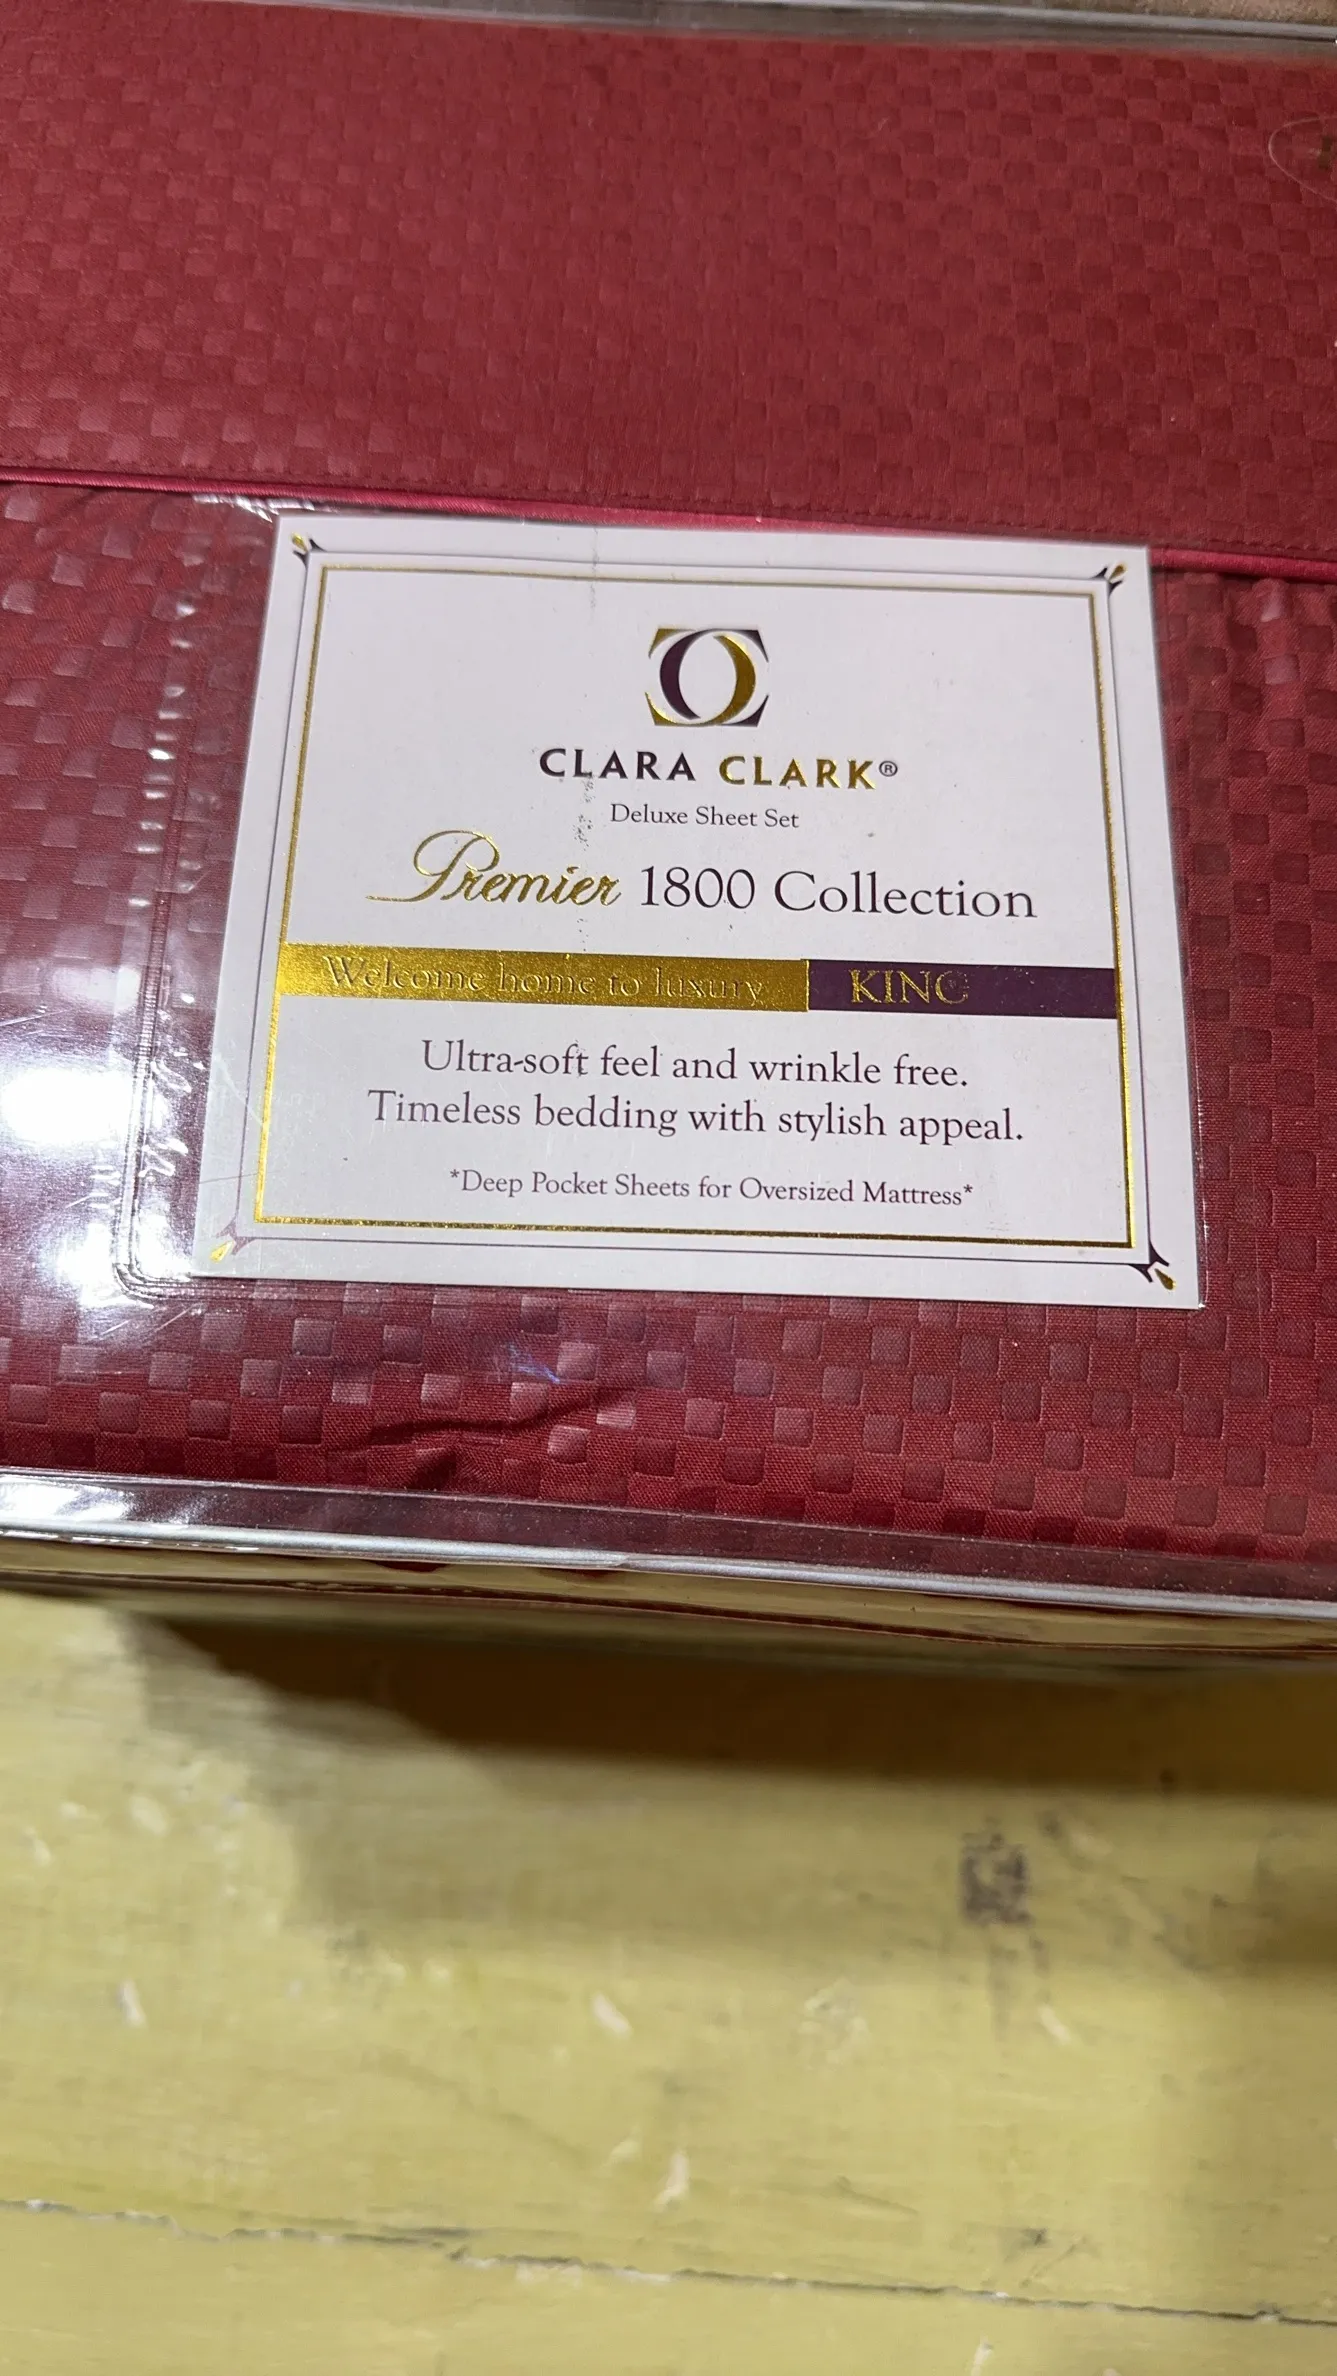 CLARA CLARK®
Deluxe Sheet Set
Premier 1800 Collection
Welcome home to luxury KING
Ultra-soft feel and wrinkle free.
Timeless bedding with stylish appeal.
*Deep Pocket Sheets for Oversized Mattress*